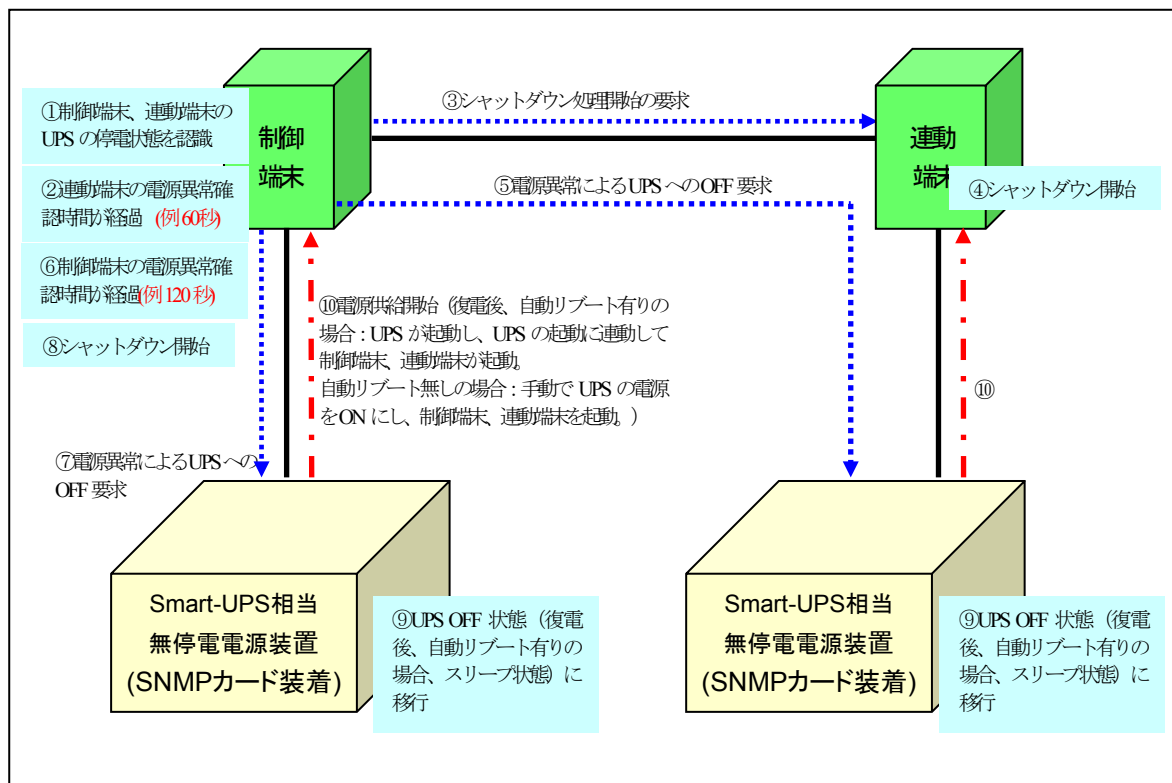 ①制御端末、連動端末の
UPS の停電状態を認識
②連動端末の電源異常確
認時間が経過 (例60秒)
⑥制御端末の電源異常確
認時間が経過(例120秒)
⑧シャットダウン開始
制御
端末
③シャットダウン処理開始の要求
連動
端末
④シャットダウン開始
⑤電源異常によるUPSへのOFF要求
⑩電源供給開始（復電後、自動リブート有りの
場合：UPSが起動し、UPSの起動に連動して
制御端末、連動端末が起動。
自動リブート無しの場合：手動でUPSの電源
をONにし、制御端末、連動端末を起動。）
⑩
⑦電源異常によるUPSへの
OFF要求
Smart-UPS相当
無停電電源装置
(SNMPカード装着)
⑨UPS OFF 状態（復電
後、自動リブート有りの
場合、スリープ状態）に
移行
Smart-UPS相当
無停電電源装置
(SNMPカード装着)
⑨UPS OFF 状態（復電
後、自動リブート有りの
場合、スリープ状態）に
移行